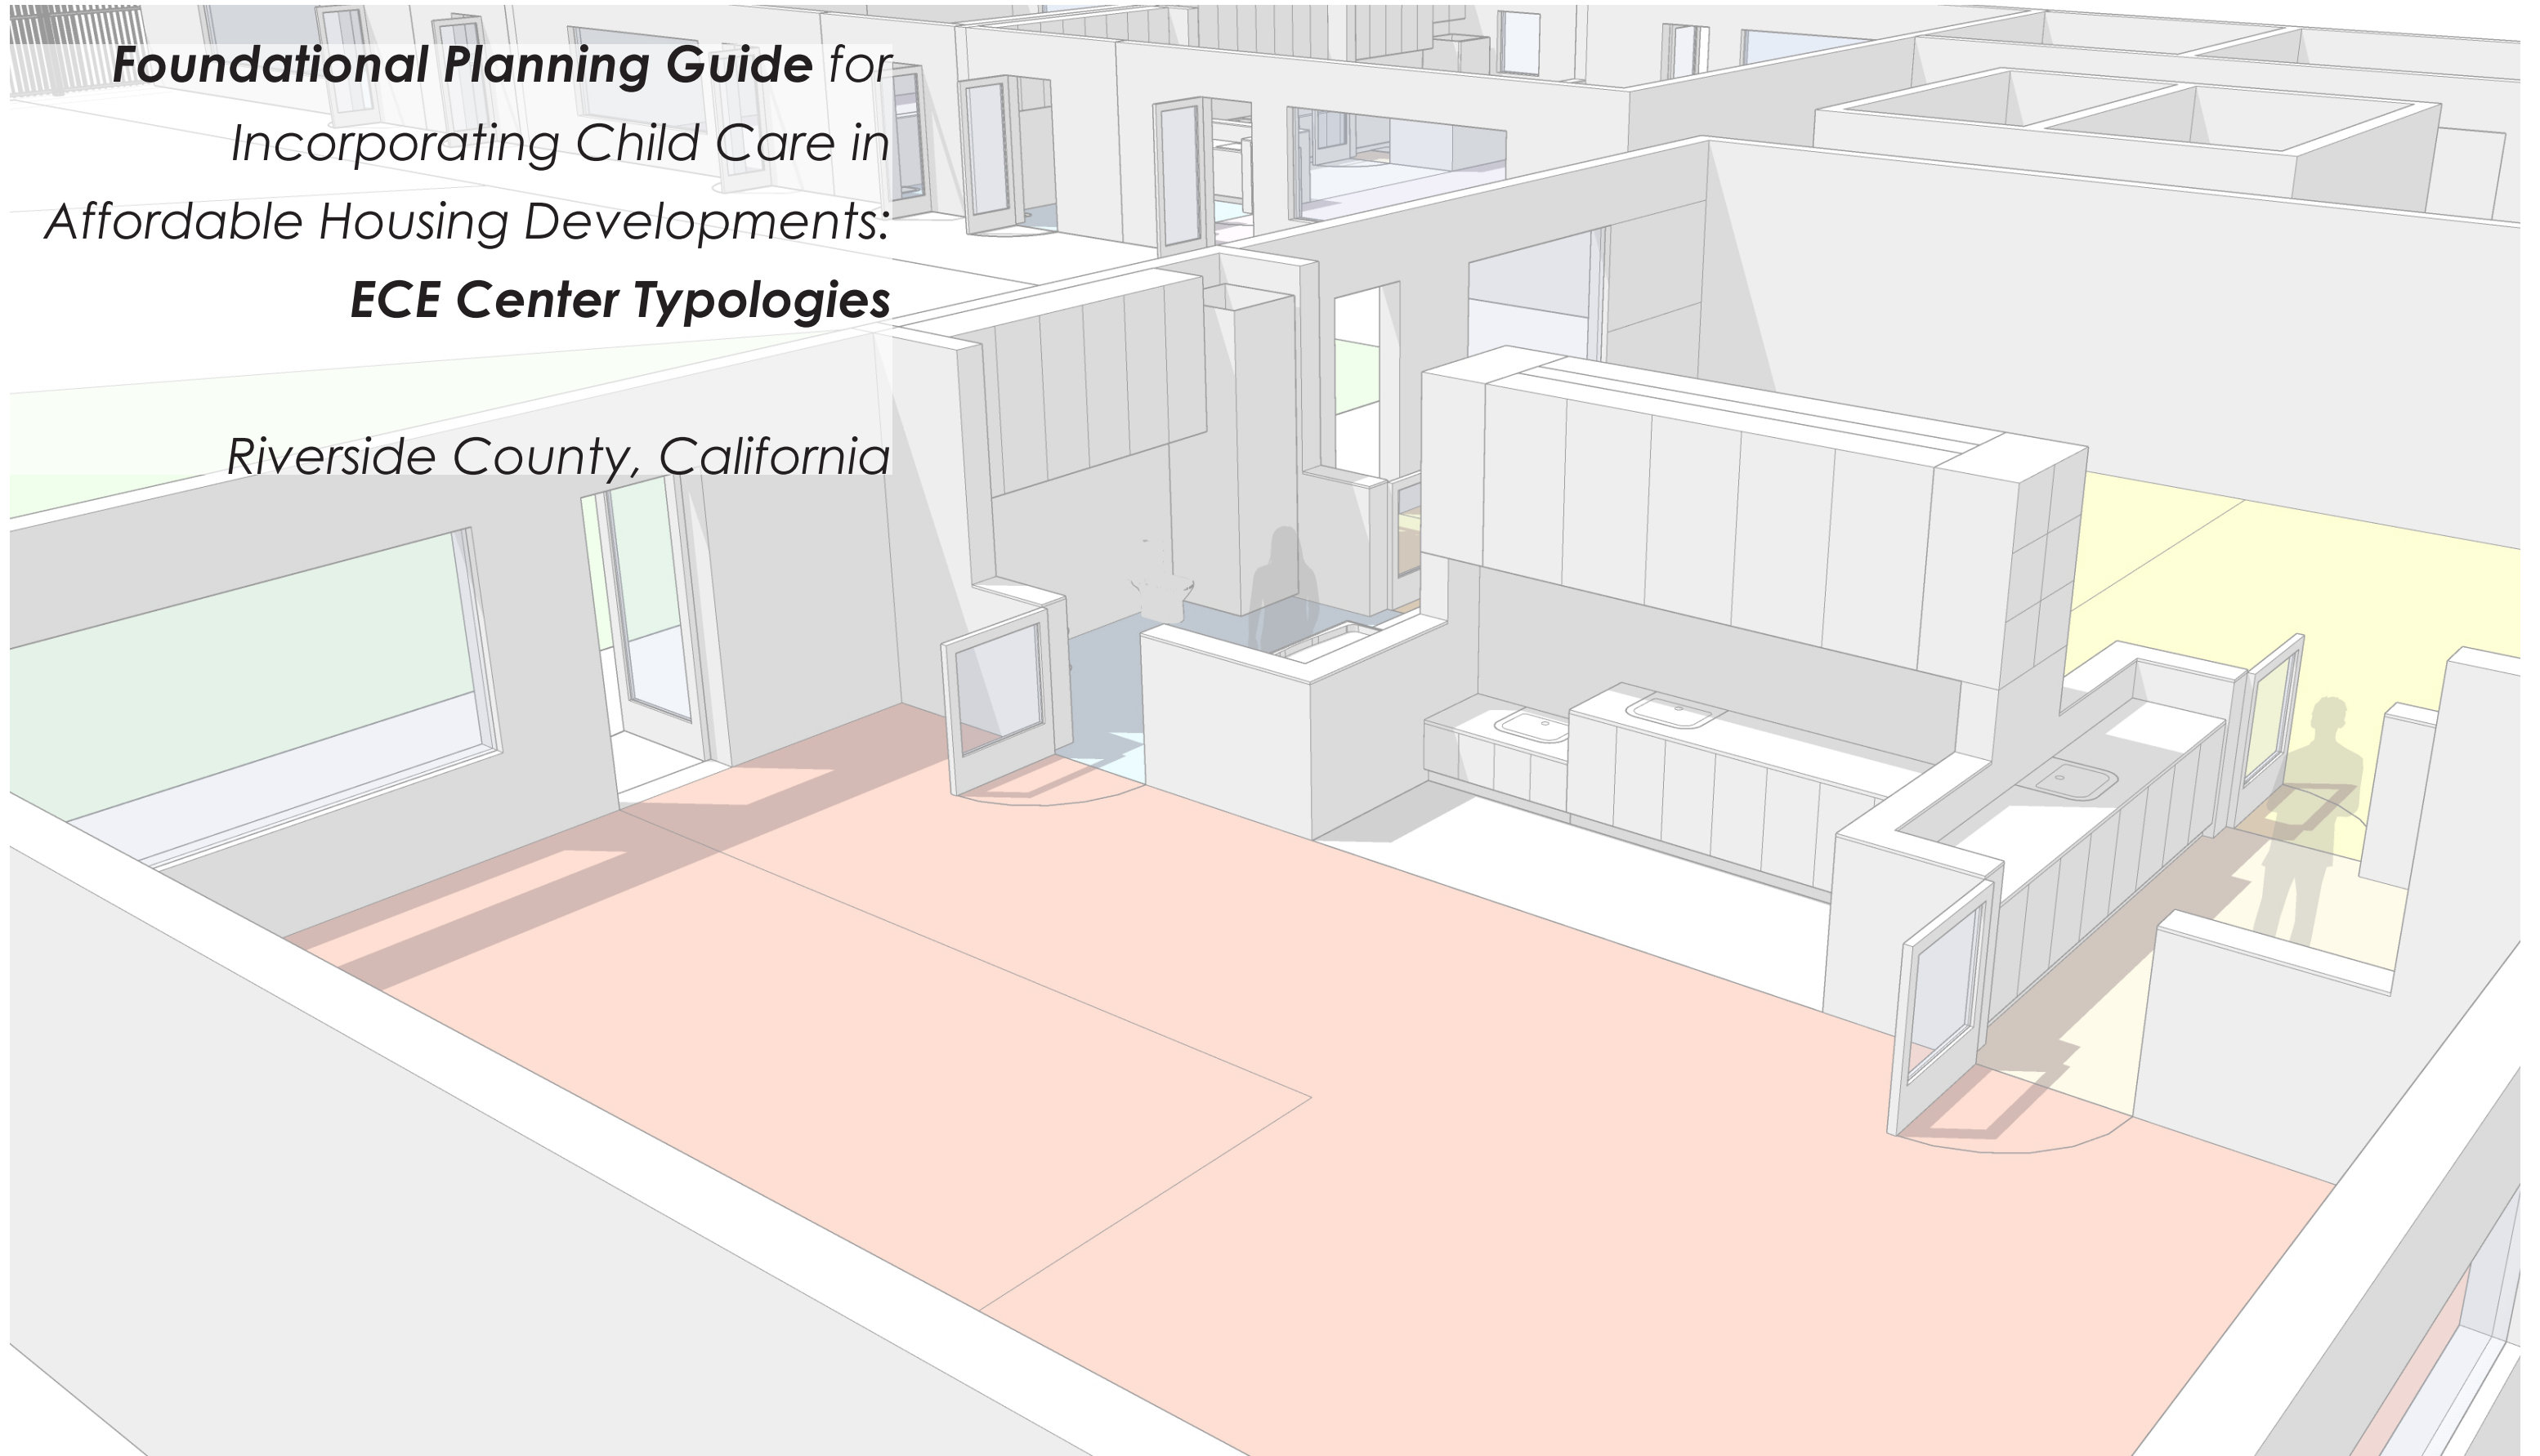 Foundational Planning Guide for
Incorporating Child Care in
Affordable Housing Developments:
ECE Center Typologies
Riverside County, California